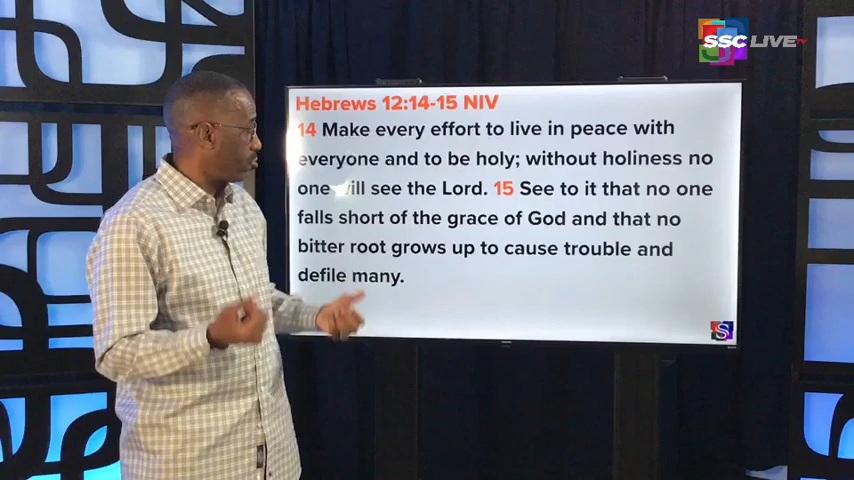 SSC LIVE TV
Hebrews 12:14-15 NIV
14 Make every effort to live in peace with
everyone and to be holy; without holiness no
one will see the Lord. 15 See to it that no one
falls short of the grace of God and that no
bitter root grows up to cause trouble and
defile many.
S